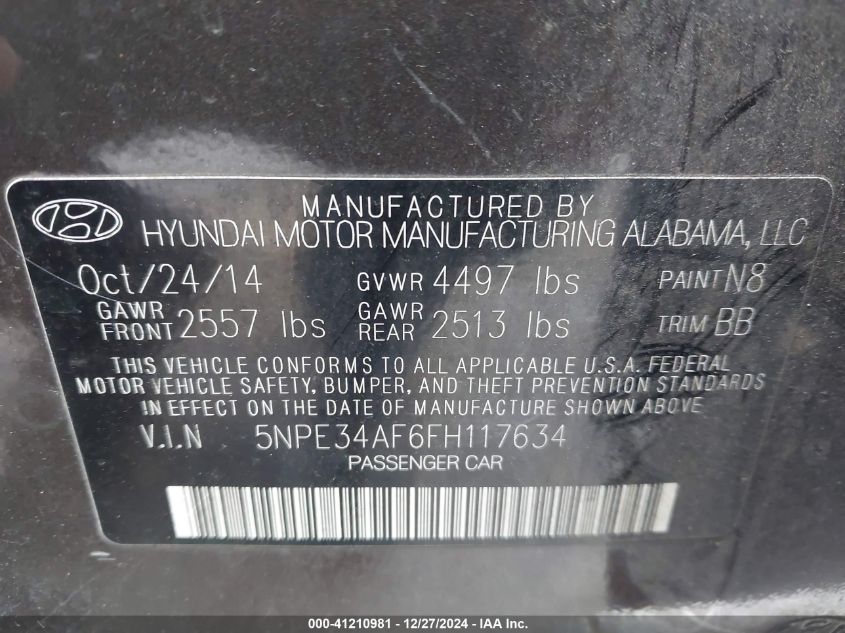 MANUFACTURED BY
HYUNDAI MOTOR MANUFACTURING ALABAMA, LLC
Oct/24/14 GVWR 4497 lbs PAINT N8
GAWR FRONT 2557 lbs GAWR REAR 2513 lbs TRIM BB
THIS VEHICLE CONFORMS TO ALL APPLICABLE U.S.A. FEDERAL
MOTOR VEHICLE SAFETY, BUMPER, AND THEFT PREVENTION STANDARDS
IN EFFECT ON THE DATE OF MANUFACTURE SHOWN ABOVE.
V.I.N 5NPE34AF6FH117634
PASSENGER CAR
000-41210981 - 12/27/2024 - IAA Inc.